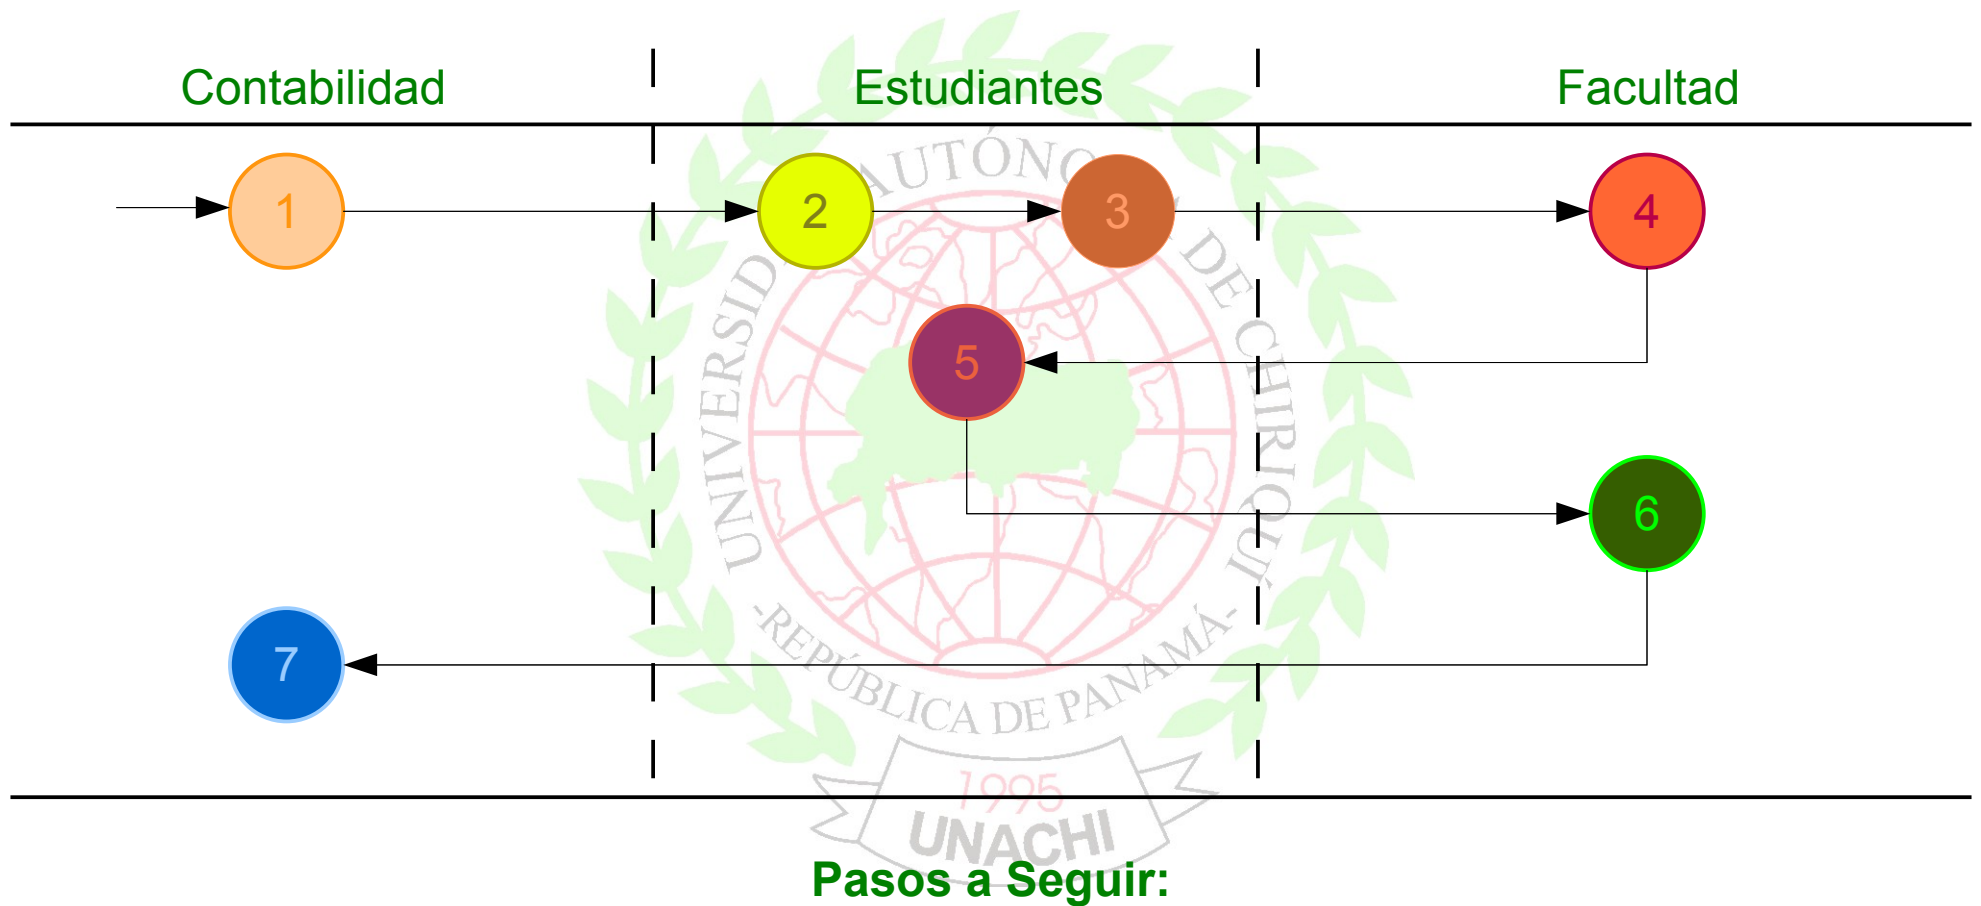 Contabilidad Estudiantes Facultad
1 2 3 4
5
6
7
UNIVERSIDAD AUTÓNOMA DE CHIRIQUÍ
-REPÚBLICA DE PANAMÁ-
1995
UNACHI
Pasos a Seguir: